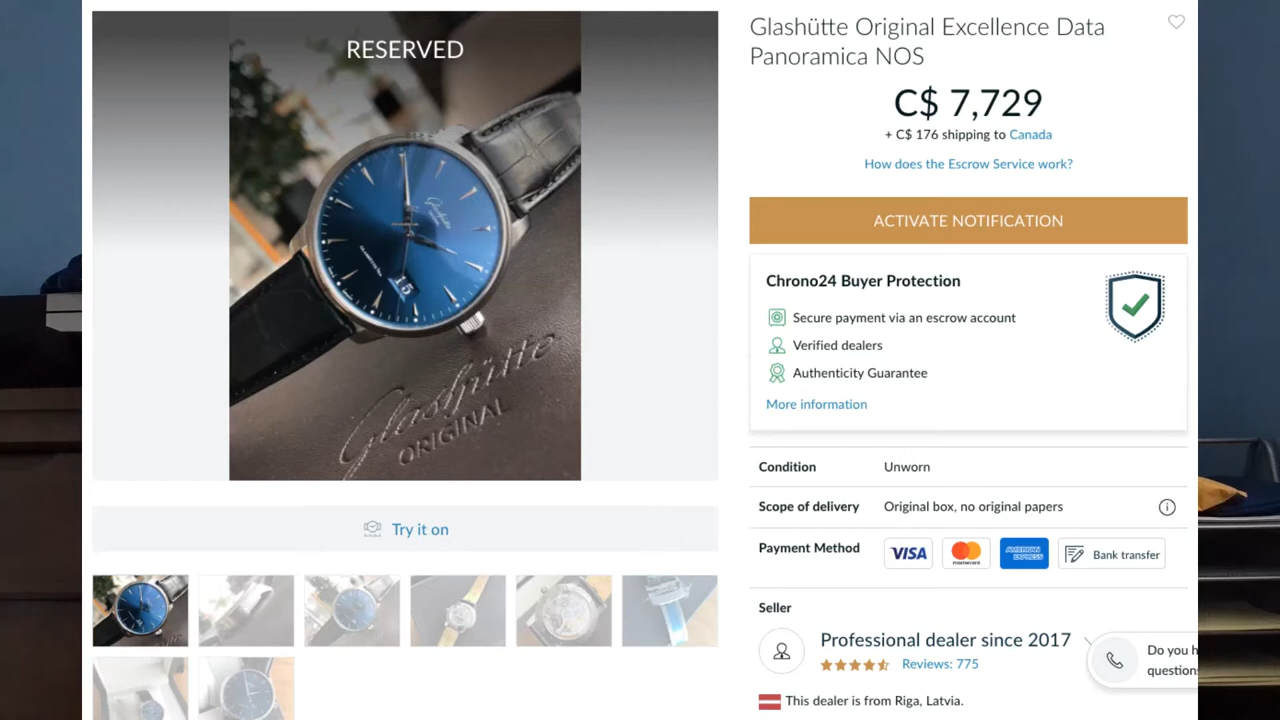 RESERVED
Glashütte
15
Glashütte
ORIGINAL
Try it on
Glashütte Original Excellence Data
Panoramica NOS
C$ 7,729
+ C$ 176 shipping to Canada
How does the Escrow Service work?
ACTIVATE NOTIFICATION
Chrono24 Buyer Protection
Secure payment via an escrow account
Verified dealers
Authenticity Guarantee
More information
Condition Unworn
Scope of delivery Original box, no original papers
Payment Method VISA mastercard AMERICAN EXPRESS Bank transfer
Seller
Professional dealer since 2017
Reviews: 775
Do you h
questions
This dealer is from Riga, Latvia.